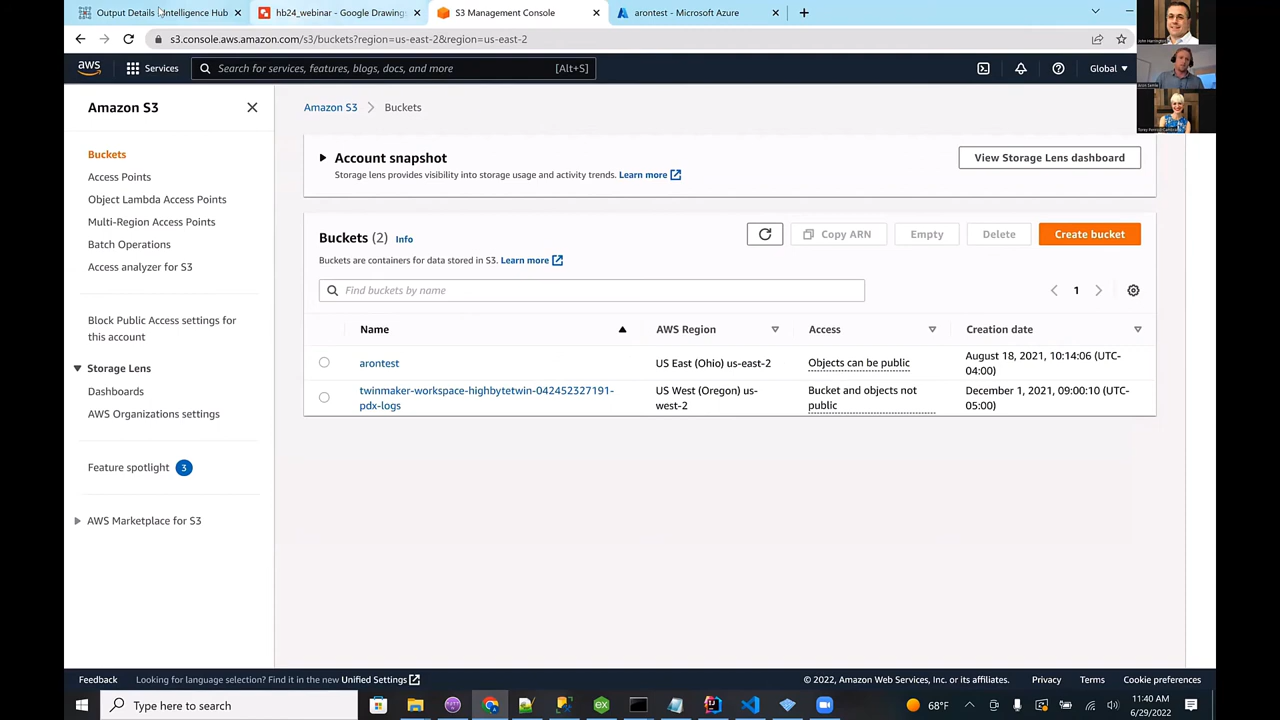 Output Details | Intelligence Hub
hb24_webinar - Google Drawings
S3 Management Console
arontest - Microsoft Azure
s3.console.aws.amazon.com/s3/buckets?region=us-east-2&region=us-east-2
aws
Services
Search for services, features, blogs, docs, and more
[Alt+S]
Global
Amazon S3
Buckets
Access Points
Object Lambda Access Points
Multi-Region Access Points
Batch Operations
Access analyzer for S3
Block Public Access settings for
this account
Storage Lens
Dashboards
AWS Organizations settings
Feature spotlight 3
AWS Marketplace for S3
Amazon S3 > Buckets
Account snapshot
Storage lens provides visibility into storage usage and activity trends. Learn more
View Storage Lens dashboard
Buckets (2) Info
Buckets are containers for data stored in S3. Learn more
Copy ARN
Empty
Delete
Create bucket
Find buckets by name
1
Name
AWS Region
Access
Creation date
arontest
US East (Ohio) us-east-2
Objects can be public
August 18, 2021, 10:14:06 (UTC-
04:00)
twinmaker-workspace-highbytetwin-042452327191-
pdx-logs
US West (Oregon) us-
west-2
Bucket and objects not
public
December 1, 2021, 09:00:10 (UTC-
05:00)
Feedback
Looking for language selection? Find it in the new Unified Settings
© 2022, Amazon Web Services, Inc. or its affiliates.
Privacy
Terms
Cookie preferences
Type here to search
68°F
11:40 AM
6/29/2022